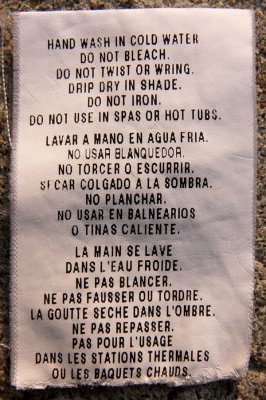 HAND WASH IN COLD WATER
DO NOT BLEACH.
DO NOT TWIST OR WRING.
DRIP DRY IN SHADE.
DO NOT IRON.
DO NOT USE IN SPAS OR HOT TUBS.
LAVAR A MANO EN AGUA FRIA.
NO USAR BLANQUEDOR.
NO TORCER O ESCURRIR.
SECAR COLGADO A LA SOMBRA.
NO PLANCHAR.
NO USAR EN BALNEARIOS
O TINAS CALIENTE.
LA MAIN SE LAVE
DANS L'EAU FROIDE.
NE PAS BLANCER.
NE PAS FAUSSER OU TORDRE.
LA GOUTTE SECHE DANS L'OMBRE.
NE PAS REPASSER.
PAS POUR L'USAGE
DANS LES STATIONS THERMALES
OU LES BAQUETS CHAUDS.